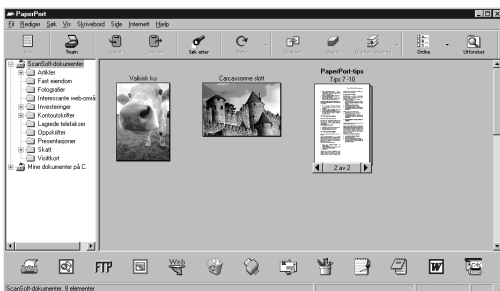 PaperPort
Fil Rediger Søk Vis Skrivebord Side Internett Hjelp
Twain
Søk etter
Ordne
Utforsker
ScanSoft-dokumenter
Artikler
Fast eiendom
Fotografier
Interessante web-områ
Investeringer
Kontoutskrifter
Lagrede telefakser
Oppskrifter
Presentasjoner
Skatt
Visittkort
Mine dokumenter på C:
Valisisk ku
Carcassonne slott
PaperPort-tips
Tips 7-10
2 av 2
FTP
Web
W
ScanSoft-dokumenter, 8 elementer